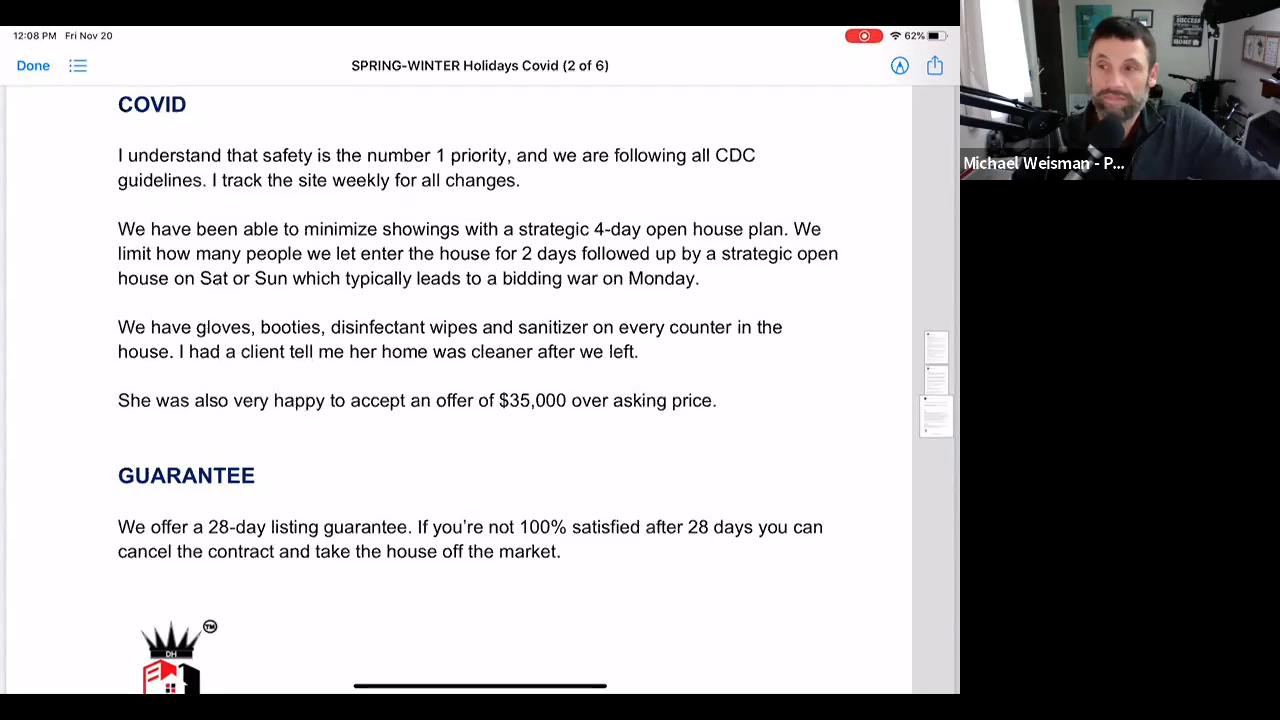 12:08 PM Fri Nov 20
62%
Done
SPRING-WINTER Holidays Covid (2 of 6)
COVID
I understand that safety is the number 1 priority, and we are following all CDC
guidelines. I track the site weekly for all changes.
We have been able to minimize showings with a strategic 4-day open house plan. We
limit how many people we let enter the house for 2 days followed up by a strategic open
house on Sat or Sun which typically leads to a bidding war on Monday.
We have gloves, booties, disinfectant wipes and sanitizer on every counter in the
house. I had a client tell me her home was cleaner after we left.
She was also very happy to accept an offer of $35,000 over asking price.
GUARANTEE
We offer a 28-day listing guarantee. If you’re not 100% satisfied after 28 days you can
cancel the contract and take the house off the market.
TM
DH
SUCCESS
HOME
Michael Weisman - P...